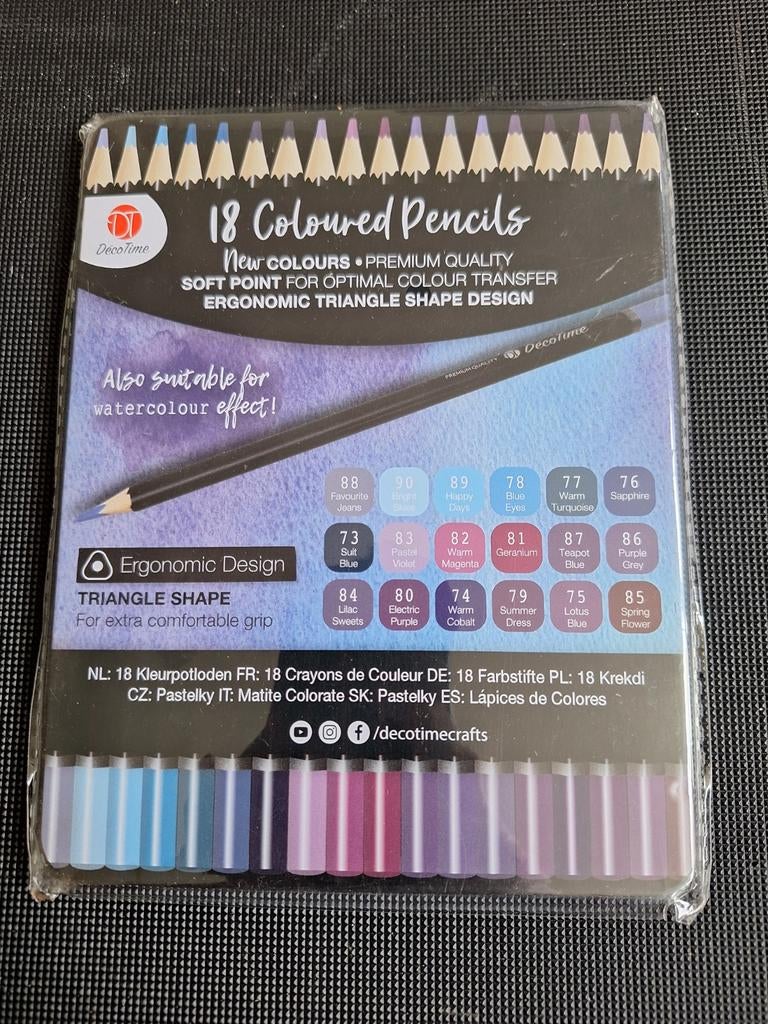 18 Coloured Pencils
DT
DécoTime
New COLOURS • PREMIUM QUALITY
SOFT POINT FOR OPTIMAL COLOUR TRANSFER
ERGONOMIC TRIANGLE SHAPE DESIGN
PREMIUM QUALITY DécoTime
Also suitable for
watercolour effect!
88 Favourite Jeans
90 Bright Skies
89 Happy Days
78 Blue Eyes
77 Warm Turquoise
76 Sapphire
73 Suit Blue
83 Pastel Violet
82 Warm Magenta
81 Geranium
87 Teapot Blue
86 Purple Grey
84 Lilac Sweets
80 Electric Purple
74 Warm Cobalt
79 Summer Dress
75 Lotus Blue
85 Spring Flower
Ergonomic Design
TRIANGLE SHAPE
For extra comfortable grip
NL: 18 Kleurpotloden FR: 18 Crayons de Couleur DE: 18 Farbstifte PL: 18 Kredki
CZ: Pastelky IT: Matite Colorate SK: Pastelky ES: Lápices de Colores
/decotimecrafts